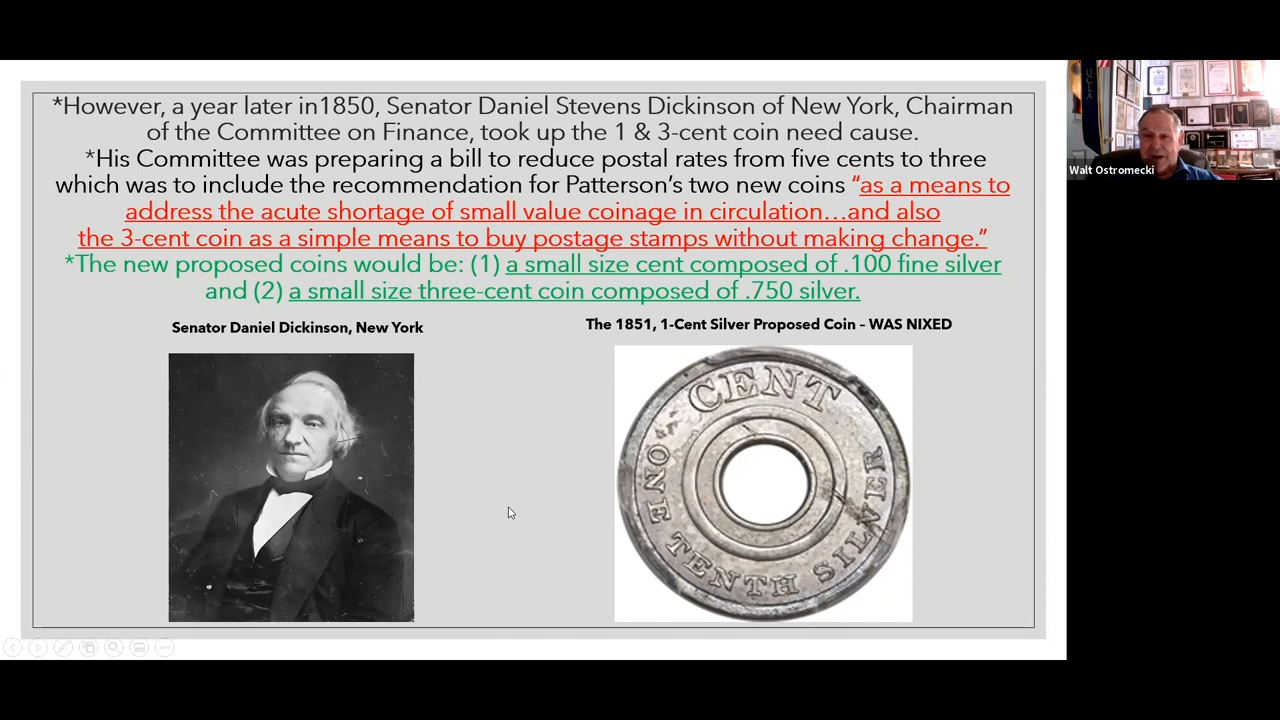 *However, a year later in1850, Senator Daniel Stevens Dickinson of New York, Chairman
of the Committee on Finance, took up the 1 & 3-cent coin need cause.
*His Committee was preparing a bill to reduce postal rates from five cents to three
which was to include the recommendation for Patterson's two new coins "as a means to
address the acute shortage of small value coinage in circulation...and also
the 3-cent coin as a simple means to buy postage stamps without making change."
*The new proposed coins would be: (1) a small size cent composed of .100 fine silver
and (2) a small size three-cent coin composed of .750 silver.
Senator Daniel Dickinson, New York
The 1851, 1-Cent Silver Proposed Coin – WAS NIXED
CENT
ONE TENTH SILVER
UCLA
Walt Ostromecki